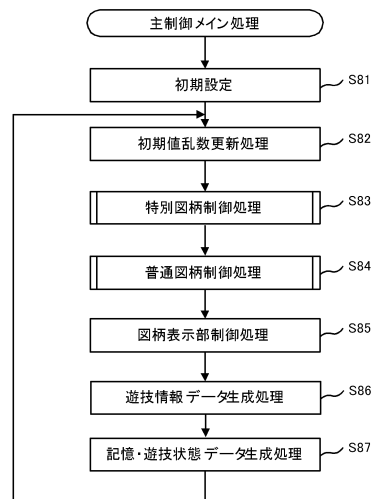 主制御メイン処理
初期設定
S81
初期値乱数更新処理
S82
特別図柄制御処理
S83
普通図柄制御処理
S84
図柄表示部制御処理
S85
遊技情報データ生成処理
S86
記憶・遊技状態データ生成処理
S87